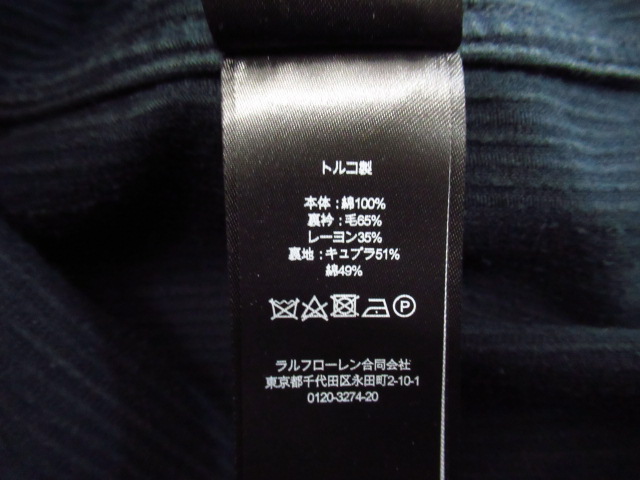 トルコ製
本体 : 綿100%
裏衿 : 毛65%
レーヨン35%
裏地 : キュプラ51%
綿49%
P
ラルフローレン合同会社
東京都千代田区永田町2-10-1
0120-3274-20